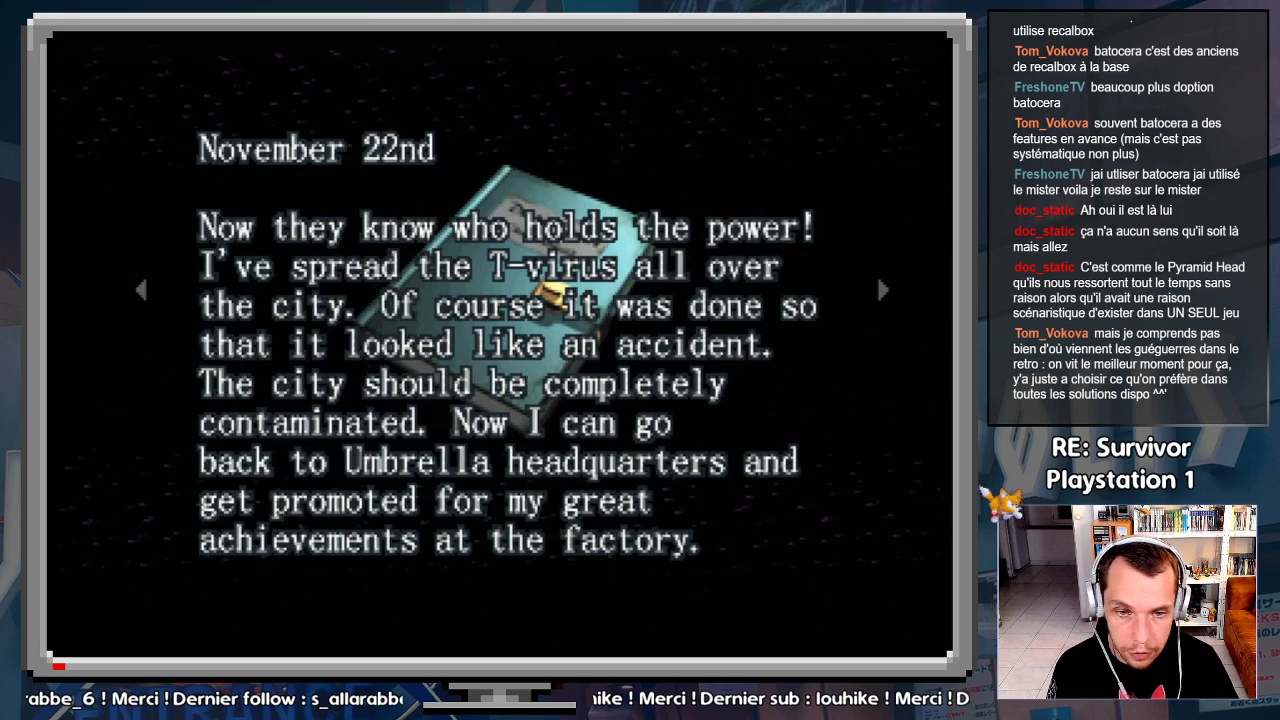 November 22nd
Now they know who holds the power!
I've spread the T-virus all over
the city. Of course it was done so
that it looked like an accident.
The city should be completely
contaminated. Now I can go
back to Umbrella headquarters and
get promoted for my great
achievements at the factory.
utilise recalbox
Tom_Vokova batocera c'est des anciens
de recalbox à la base
FreshoneTV beaucoup plus doption
batocera
Tom_Vokova souvent batocera a des
features en avance (mais c'est pas
systématique non plus)
FreshoneTV jai utliser batocera jai utilisé
le mister voila je reste sur le mister
doc_static Ah oui il est là lui
doc_static ça n'a aucun sens qu'il soit là
mais allez
doc_static C'est comme le Pyramid Head
qu'ils nous ressortent tout le temps sans
raison alors qu'il avait une raison
scénaristique d'exister dans UN SEUL jeu
Tom_Vokova mais je comprends pas
bien d'où viennent les guéguerres dans le
retro : on vit le meilleur moment pour ça,
y'a juste a choisir ce qu'on préfère dans
toutes les solutions dispo ^^'
RE: Survivor
Playstation 1
abbe_6 ! Merci ! Dernier follow : s_allarabbe
ike ! Merci ! Dernier sub : louhike ! Merci ! D